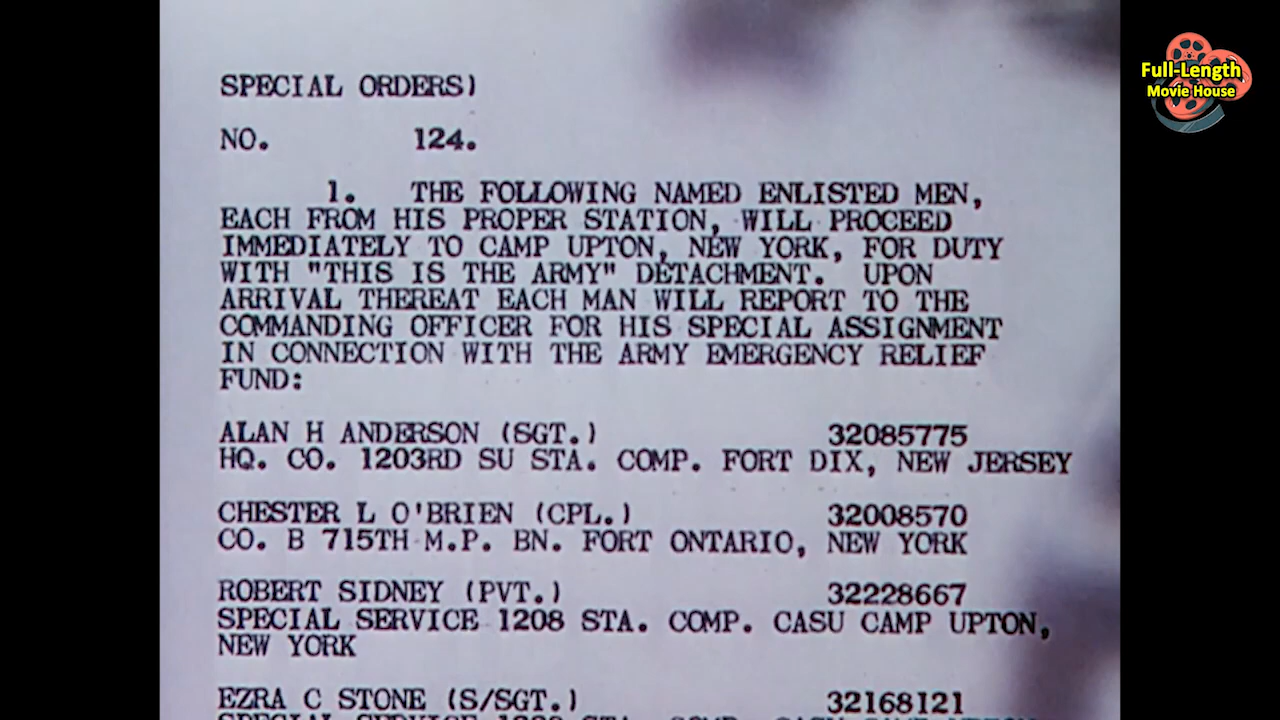 SPECIAL ORDERS)
NO. 124.
1. THE FOLLOWING NAMED ENLISTED MEN,
EACH FROM HIS PROPER STATION, WILL PROCEED
IMMEDIATELY TO CAMP UPTON, NEW YORK, FOR DUTY
WITH "THIS IS THE ARMY" DETACHMENT. UPON
ARRIVAL THEREAT EACH MAN WILL REPORT TO THE
COMMANDING OFFICER FOR HIS SPECIAL ASSIGNMENT
IN CONNECTION WITH THE ARMY EMERGENCY RELIEF
FUND:
ALAN H ANDERSON (SGT.) 32085775
HQ. CO. 1203RD SU STA. COMP. FORT DIX, NEW JERSEY
CHESTER L O'BRIEN (CPL.) 32008570
CO. B 715TH M.P. BN. FORT ONTARIO, NEW YORK
ROBERT SIDNEY (PVT.) 32228667
SPECIAL SERVICE 1208 STA. COMP. CASU CAMP UPTON,
NEW YORK
EZRA C STONE (S/SGT.) 32168121
Full-Length
Movie House